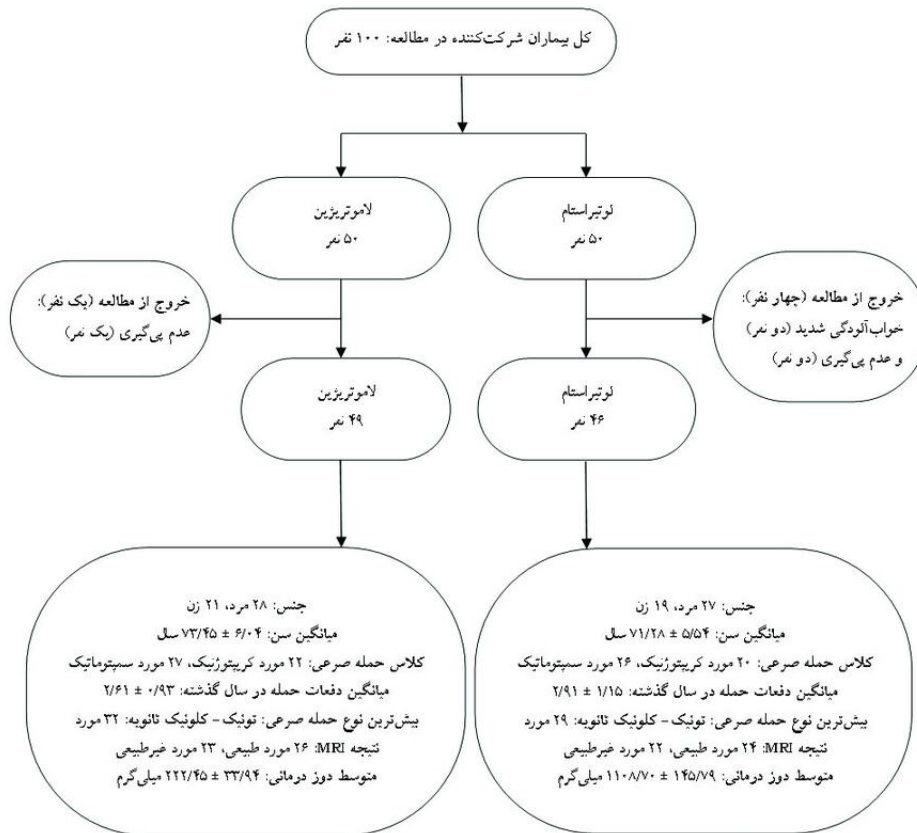 کل بیماران شرکت‌کننده در مطالعه: ۱۰۰ نفر
لوتیراستام
۵۰ نفر
لاموتریژین
۵۰ نفر
خروج از مطالعه (چهار نفر):
خواب‌آلودگی شدید (دو نفر)
و عدم پی‌گیری (دو نفر)
خروج از مطالعه (یک نفر):
عدم پی‌گیری (یک نفر)
لوتیراستام
۴۶ نفر
لاموتریژین
۴۹ نفر
جنس: ۲۷ مرد، ۱۹ زن
میانگین سن: ۵/۵۴ ± ۷۱/۲۸ سال
کلاس حمله صرعی: ۲۰ مورد کریپتوژنیک، ۲۶ مورد سمپتوماتیک
میانگین دفعات حمله در سال گذشته: ۱/۱۵ ± ۲/۹۱
بیش‌ترین نوع حمله صرعی: تونیک - کلونیک ثانویه: ۲۹ مورد
نتیجه MRI: ۲۴ مورد طبیعی، ۲۲ مورد غیرطبیعی
متوسط دوز درمانی: ۱۴۵/۷۹ ± ۱۱۰۸/۷۰ میلی‌گرم
جنس: ۲۸ مرد، ۲۱ زن
میانگین سن: ۶/۰۴ ± ۷۳/۴۵ سال
کلاس حمله صرعی: ۲۲ مورد کریپتوژنیک، ۲۷ مورد سمپتوماتیک
میانگین دفعات حمله در سال گذشته: ۰/۹۳ ± ۲/۶۱
بیش‌ترین نوع حمله صرعی: تونیک - کلونیک ثانویه: ۳۲ مورد
نتیجه MRI: ۲۶ مورد طبیعی، ۲۳ مورد غیرطبیعی
متوسط دوز درمانی: ۳۳/۹۴ ± ۲۲۲/۴۵ میلی‌گرم